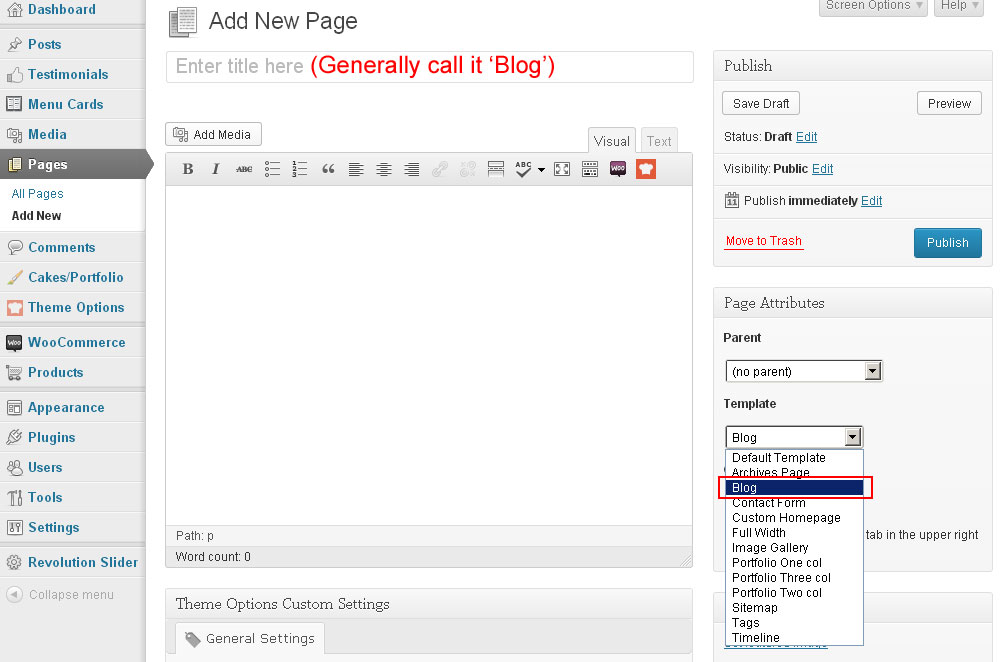 Dashboard
Posts
Testimonials
Menu Cards
Media
Pages
All Pages
Add New
Comments
Cakes/Portfolio
Theme Options
WooCommerce
Products
Appearance
Plugins
Users
Tools
Settings
Revolution Slider
Collapse menu
Screen Options
Help
Add New Page
Enter title here (Generally call it ‘Blog’)
Add Media
Visual
Text
B I ABC ABC
Path: p
Word count: 0
Theme Options Custom Settings
General Settings
Publish
Save Draft
Preview
Status: Draft Edit
Visibility: Public Edit
11 Publish immediately Edit
Move to Trash
Publish
Page Attributes
Parent
(no parent)
Template
Blog
Default Template
Archives Page
Blog
Contact Form
Custom Homepage
Full Width
Image Gallery
Portfolio One col
Portfolio Three col
Portfolio Two col
Sitemap
Tags
Timeline
tab in the upper right